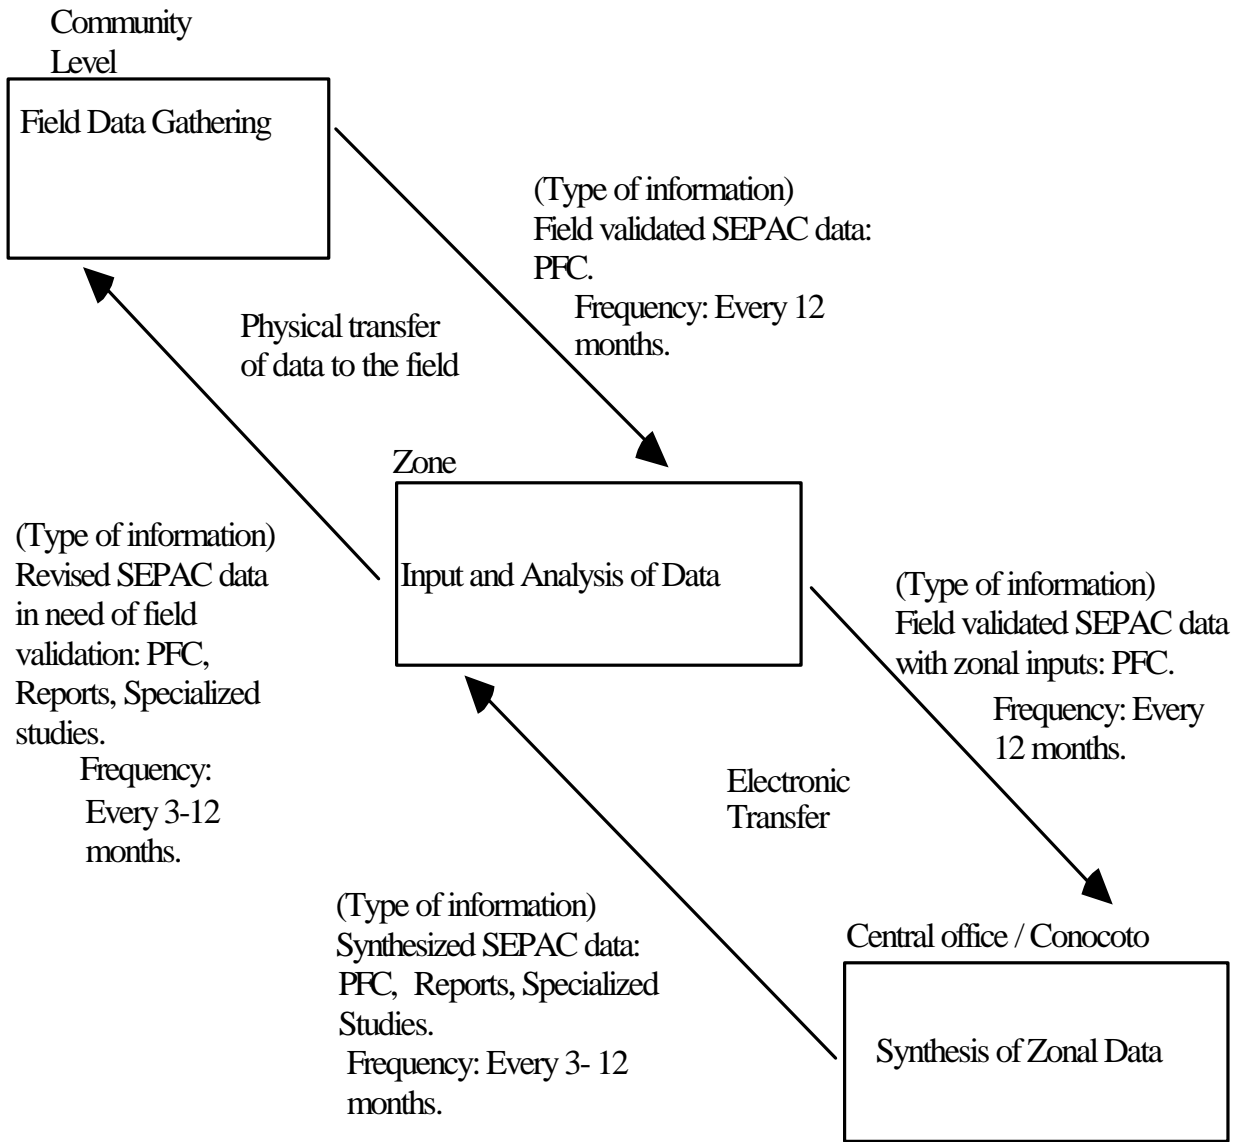 Community
Level
Field Data Gathering
(Type of information)
Field validated SEPAC data:
PFC.
Frequency: Every 12
months.
Physical transfer
of data to the field
Zone
Input and Analysis of Data
(Type of information)
Revised SEPAC data
in need of field
validation: PFC,
Reports, Specialized
studies.
Frequency:
Every 3-12
months.
(Type of information)
Field validated SEPAC data
with zonal inputs: PFC.
Frequency: Every
12 months.
Electronic
Transfer
(Type of information)
Synthesized SEPAC data:
PFC, Reports, Specialized
Studies.
Frequency: Every 3- 12
months.
Central office / Conocoto
Synthesis of Zonal Data